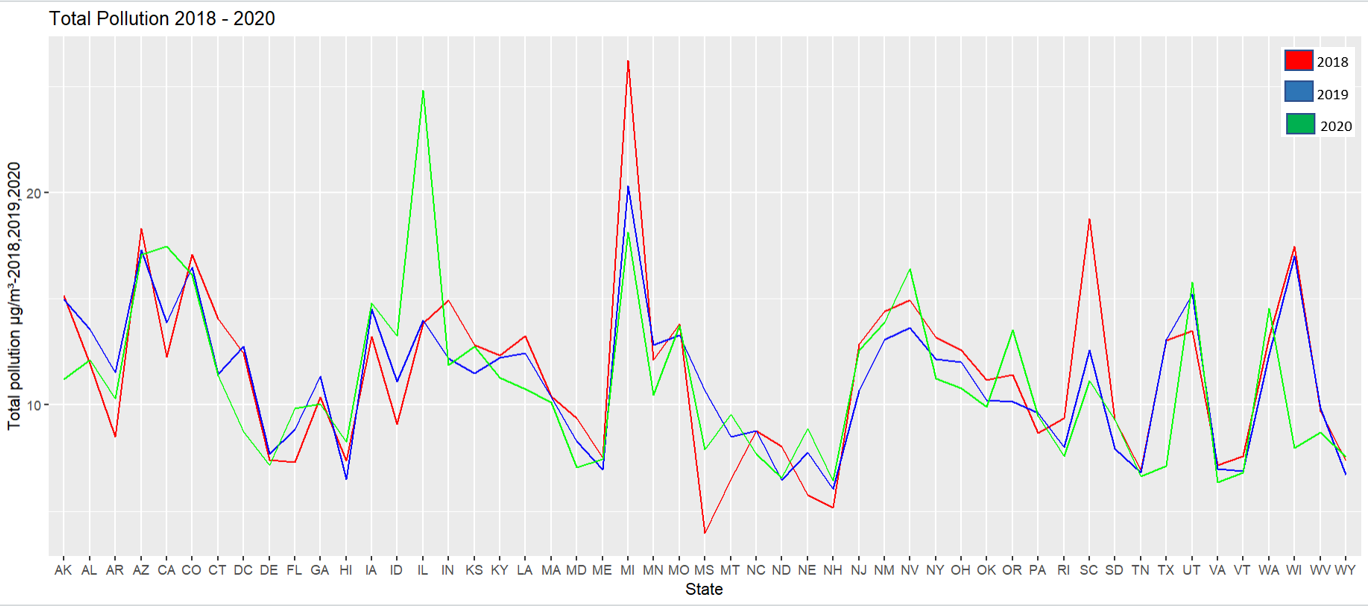 Total Pollution 2018 - 2020
2018
2019
2020
Total pollution µg/m³-2018,2019,2020
20
10
AK AL AR AZ CA CO CT DC DE FL GA HI IA ID IL IN KS KY LA MA MD ME MI MN MO MS MT NC ND NE NH NJ NM NV NY OH OK OR PA RI SC SD TN TX UT VA VT WA WI WV WY
State